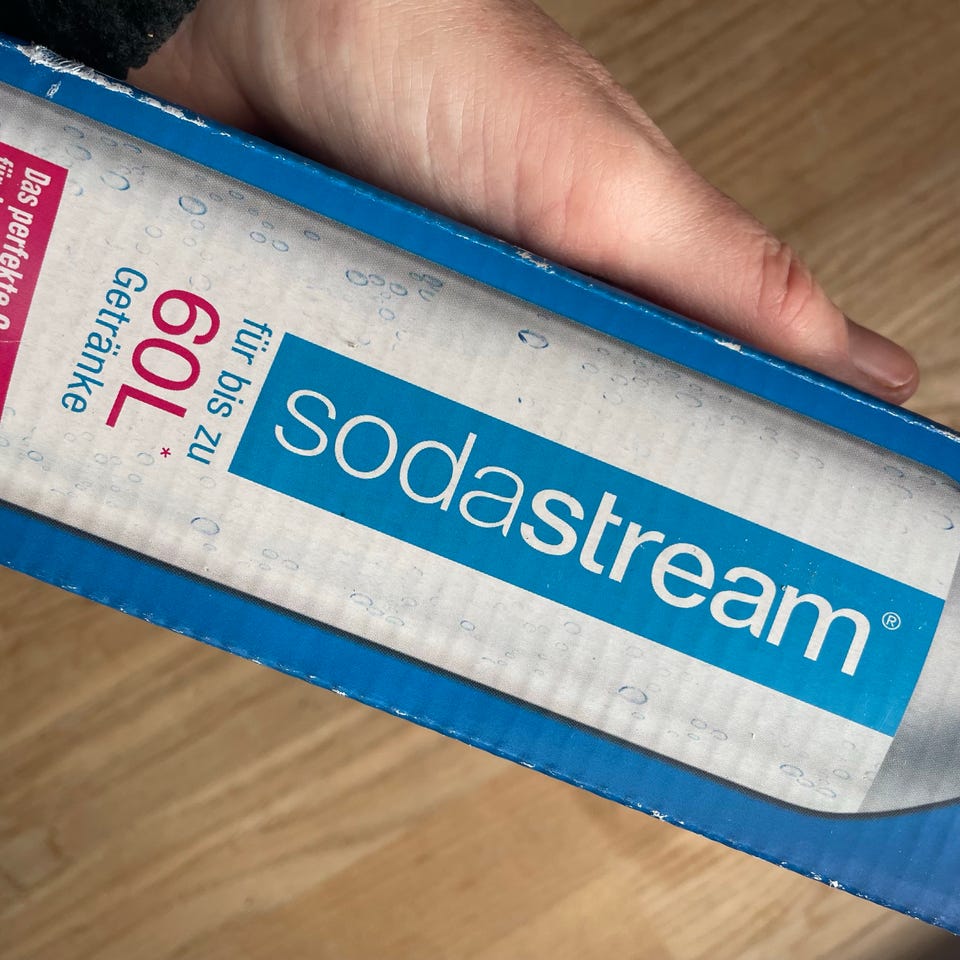 sodastream®
für bis zu
60L*
Getränke
Das perfekte